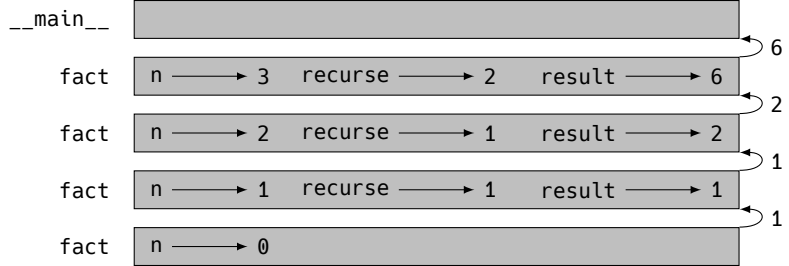 __main__
6
fact n 3 recurse 2 result 6
2
fact n 2 recurse 1 result 2
1
fact n 1 recurse 1 result 1
1
fact n 0